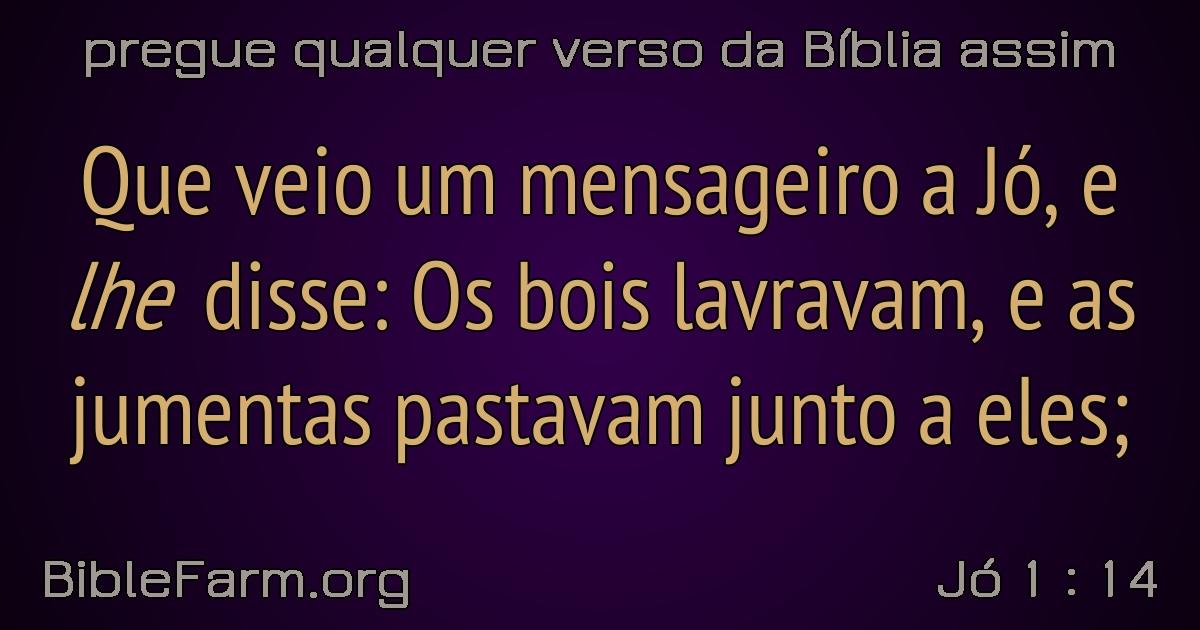 pregue qualquer verso da Bíblia assim
Que veio um mensageiro a Jó, e
lhe disse: Os bois lavravam, e as
jumentas pastavam junto a eles;
BibleFarm.org
Jó 1 : 14